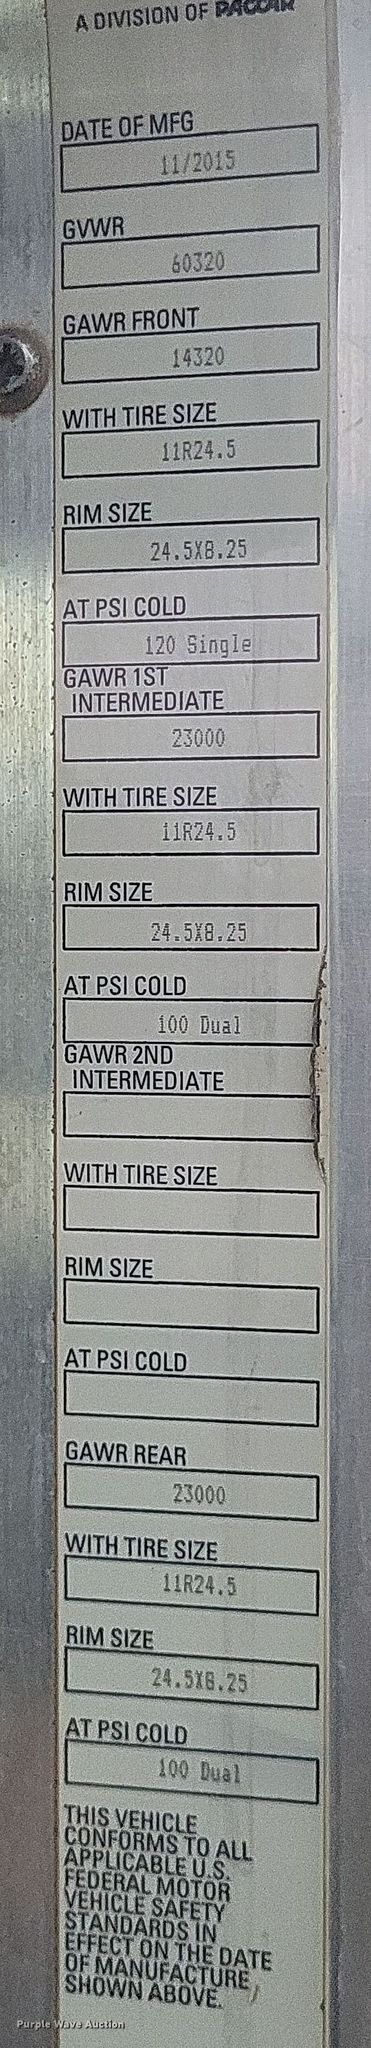 A DIVISION OF PACCAR
DATE OF MFG
11/2015
GVWR
60320
GAWR FRONT
14320
WITH TIRE SIZE
11R24.5
RIM SIZE
24.5X8.25
AT PSI COLD
120 Single
GAWR 1ST
INTERMEDIATE
23000
WITH TIRE SIZE
11R24.5
RIM SIZE
24.5X8.25
AT PSI COLD
100 Dual
GAWR 2ND
INTERMEDIATE
WITH TIRE SIZE
RIM SIZE
AT PSI COLD
GAWR REAR
23000
WITH TIRE SIZE
11R24.5
RIM SIZE
24.5X8.25
AT PSI COLD
100 Dual
THIS VEHICLE
CONFORMS TO ALL
APPLICABLE U.S.
FEDERAL MOTOR
VEHICLE SAFETY
STANDARDS IN
EFFECT ON THE DATE
OF MANUFACTURE
SHOWN ABOVE.
Purple Wave Auction